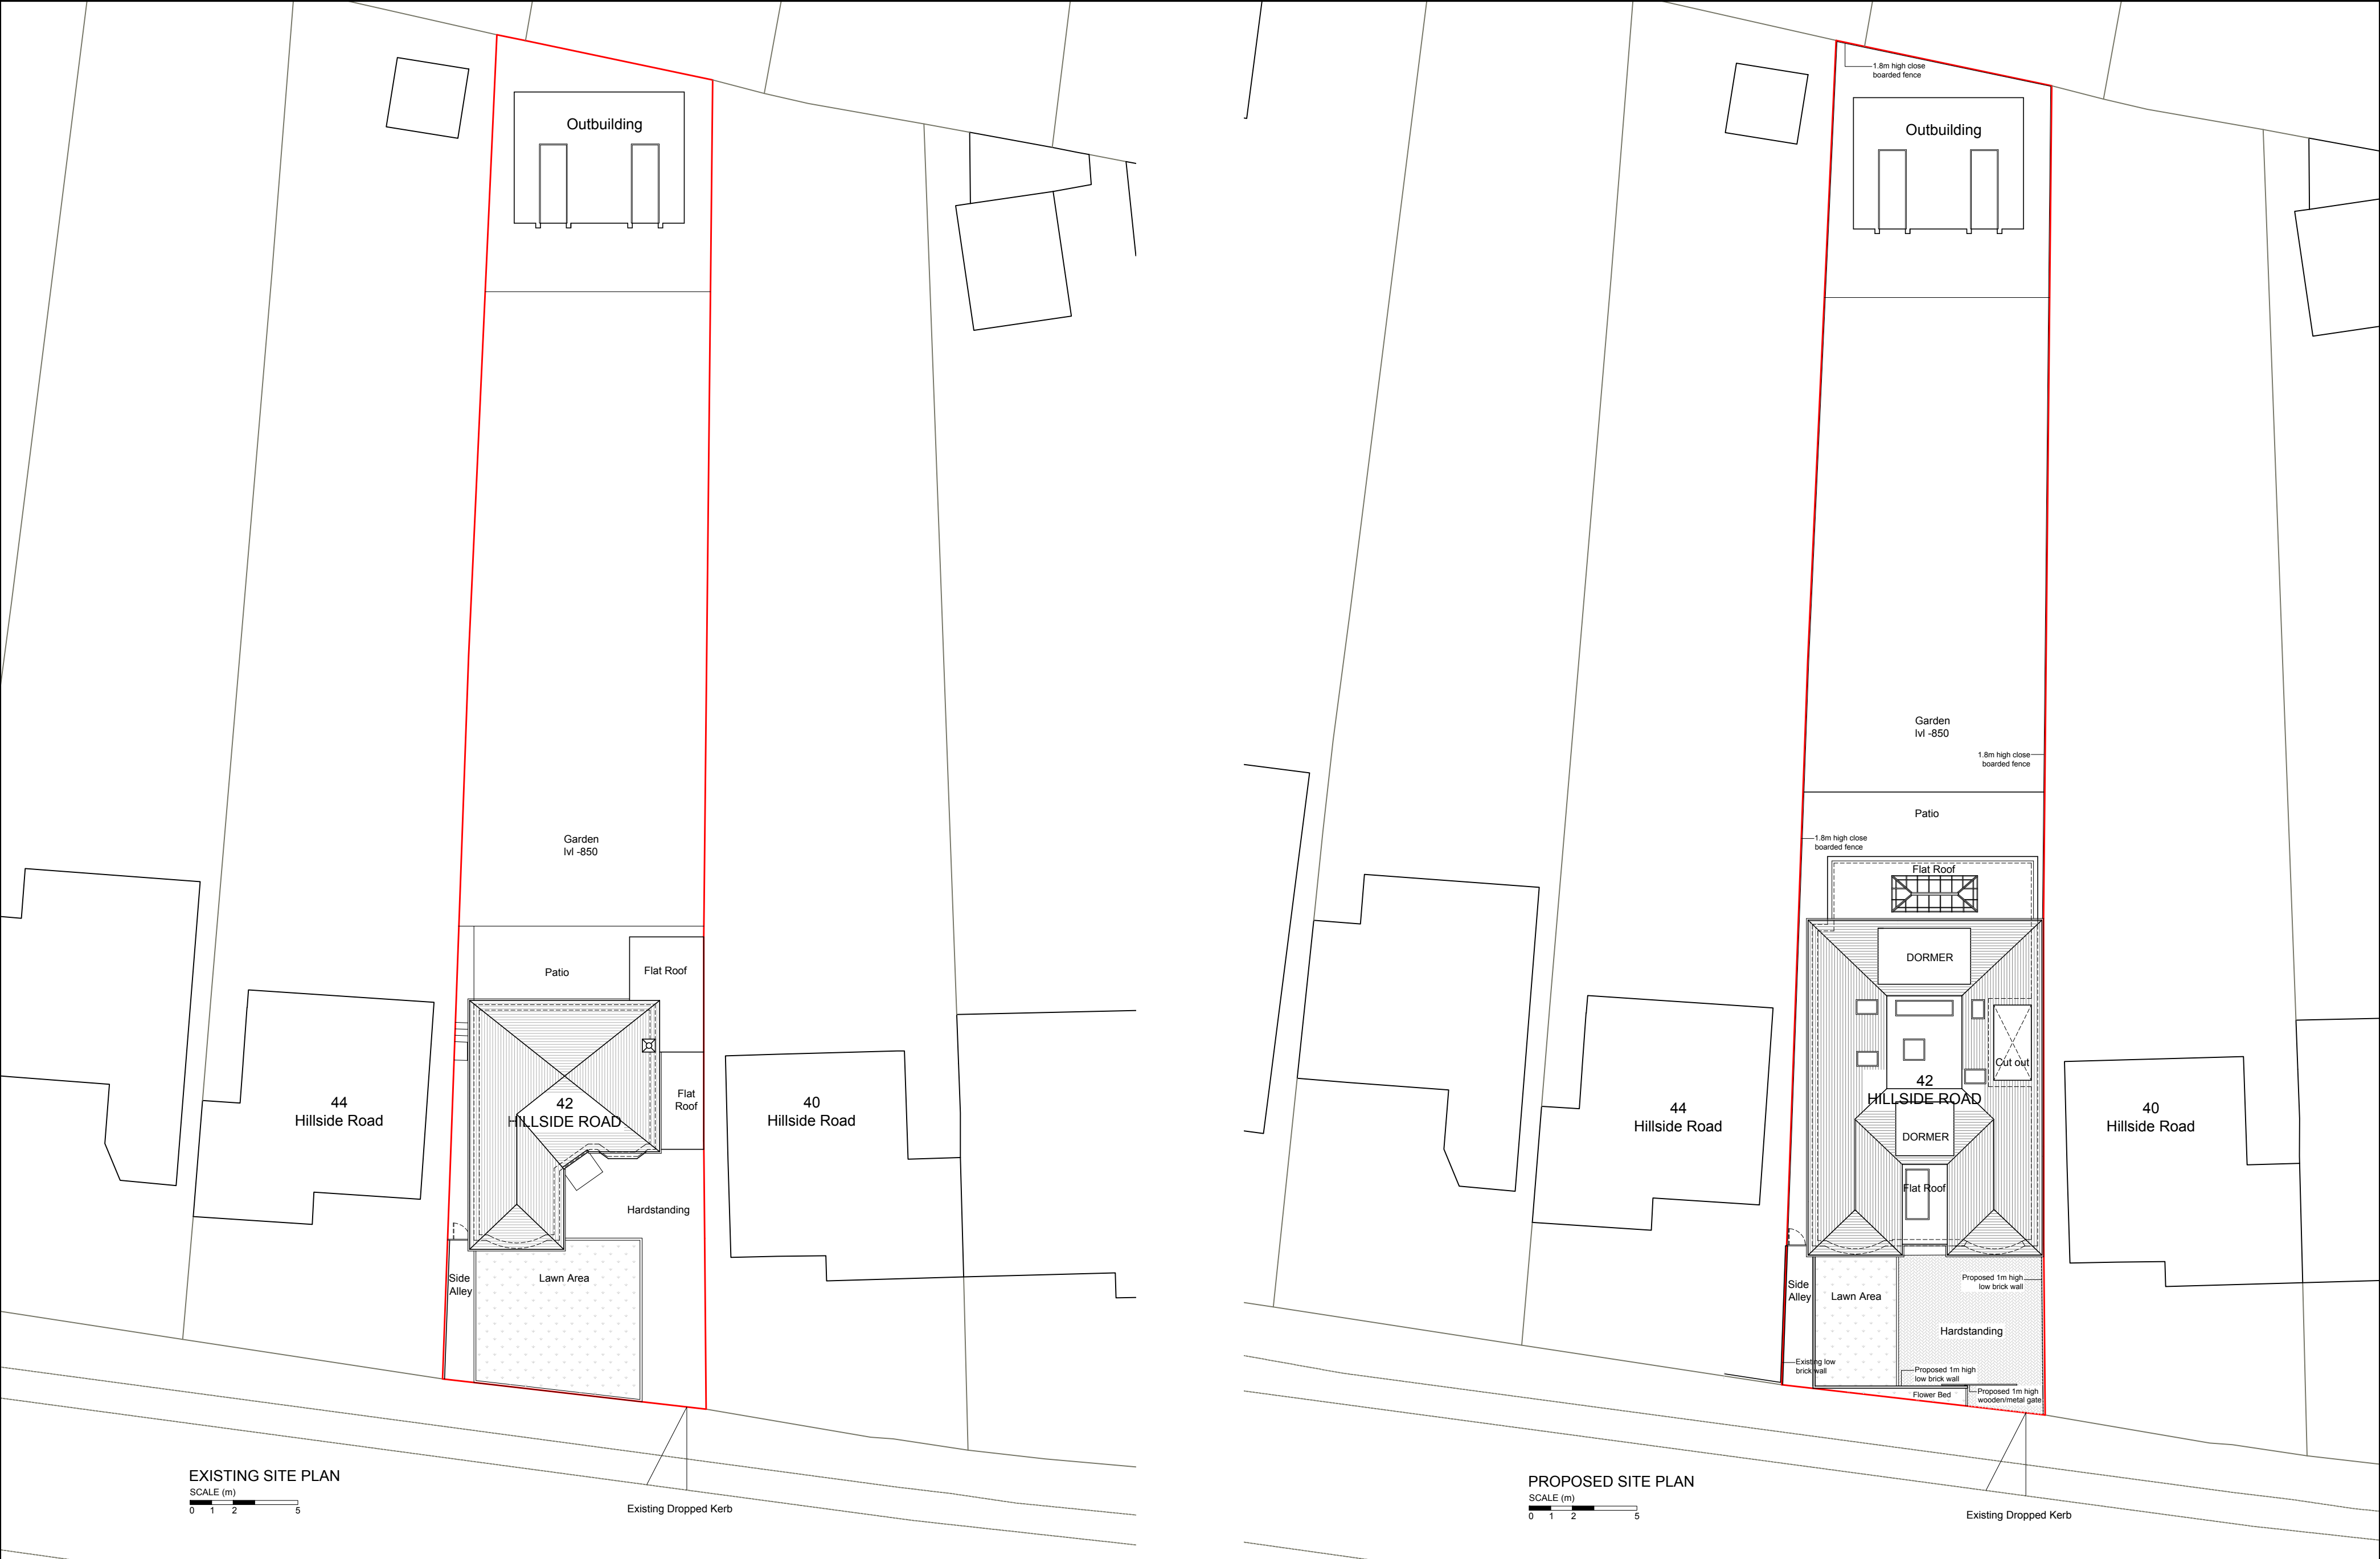 Outbuilding
Garden
lvl -850
Patio
Flat Roof
Flat
Roof
44
Hillside Road
42
HILLSIDE ROAD
40
Hillside Road
Hardstanding
Side
Alley
Lawn Area
EXISTING SITE PLAN
SCALE (m)
0 1 2 5
Existing Dropped Kerb
1.8m high close
boarded fence
Outbuilding
Garden
lvl -850
1.8m high close
boarded fence
Patio
1.8m high close
boarded fence
Flat Roof
DORMER
Cut out
42
HILLSIDE ROAD
44
Hillside Road
40
Hillside Road
DORMER
Flat Roof
Side
Alley
Lawn Area
Proposed 1m high
low brick wall
Hardstanding
Existing low
brick wall
Proposed 1m high
low brick wall
Flower Bed
Proposed 1m high
wooden/metal gate
PROPOSED SITE PLAN
SCALE (m)
0 1 2 5
Existing Dropped Kerb